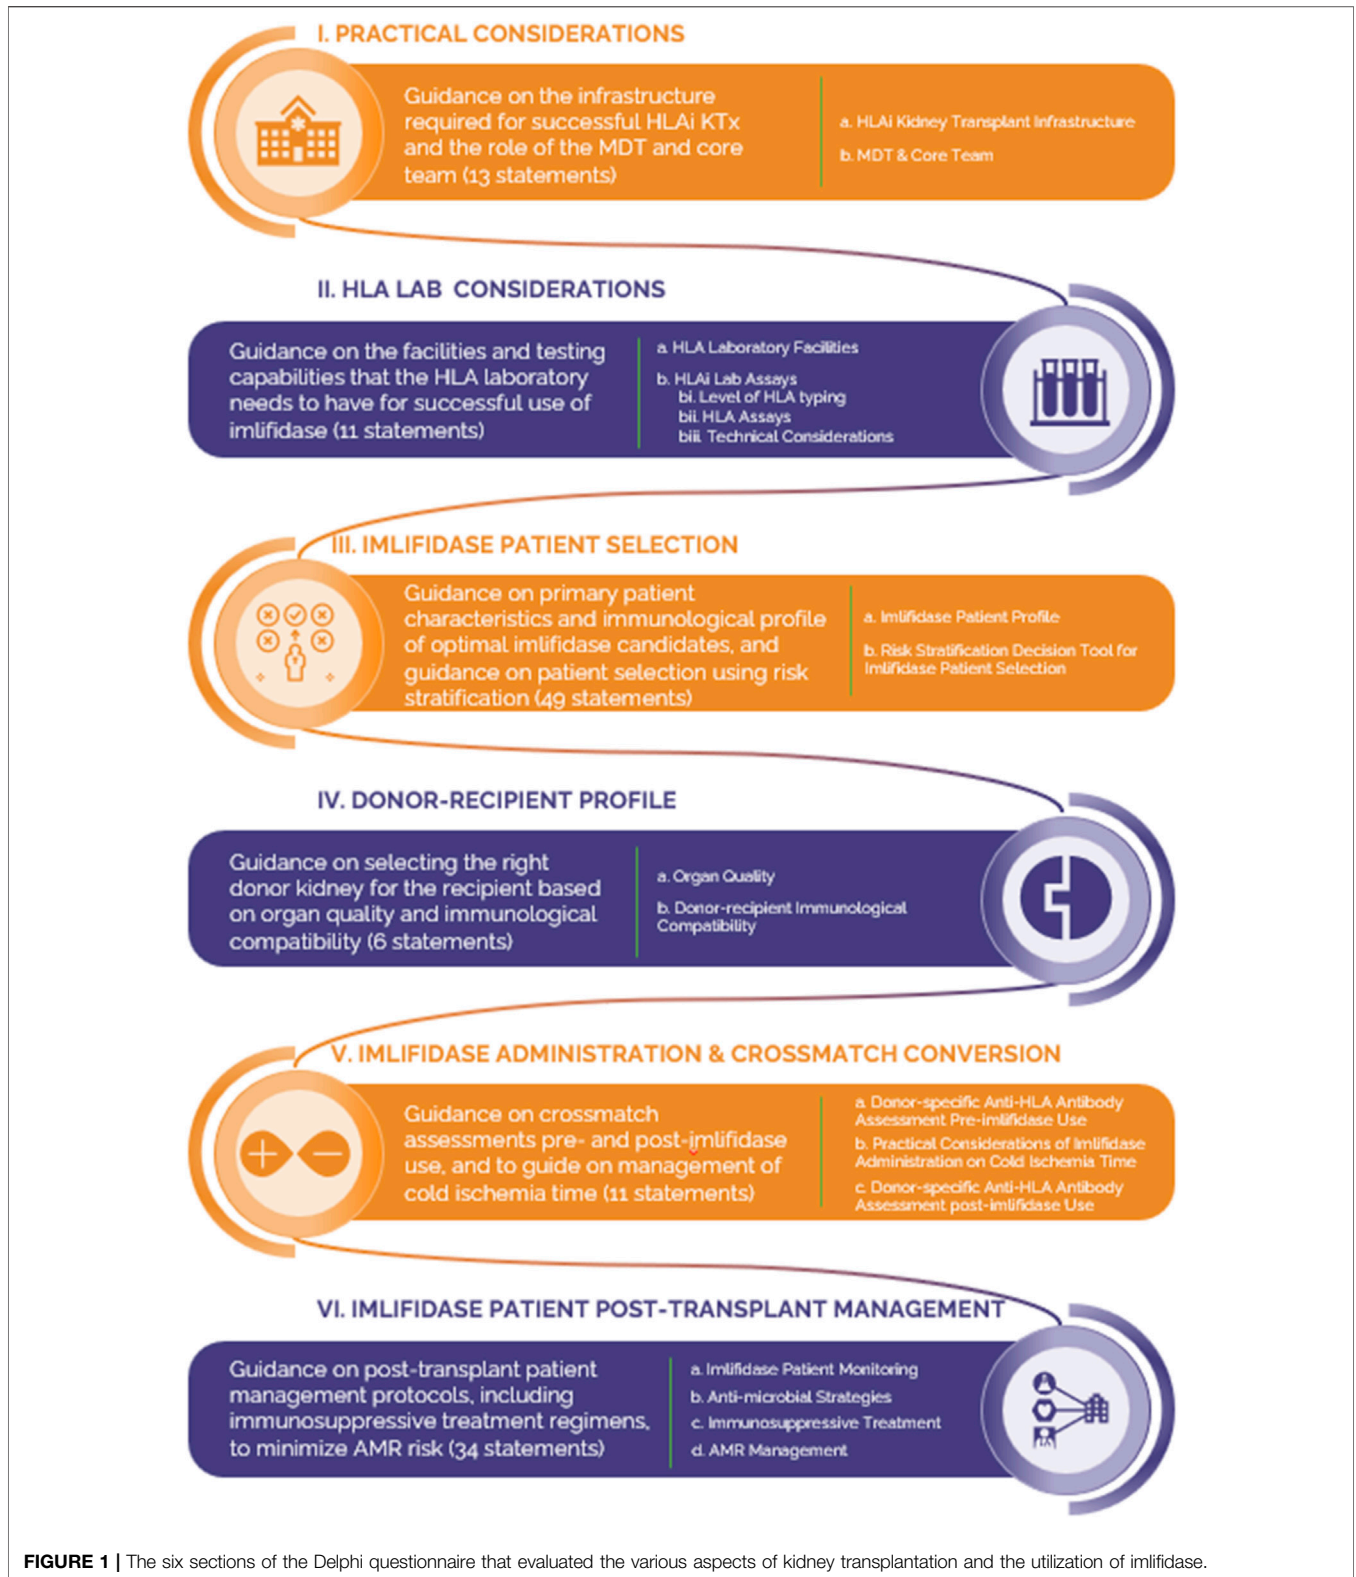 I. PRACTICAL CONSIDERATIONS
Guidance on the infrastructure
required for successful HLAi KTx
and the role of the MDT and core
team (13 statements)
a. HLAi Kidney Transplant Infrastructure
b. MDT & Core Team
II. HLA LAB CONSIDERATIONS
Guidance on the facilities and testing
capabilities that the HLA laboratory
needs to have for successful use of
imlifidase (11 statements)
a. HLA Laboratory Facilities
b. HLAi Lab Assays
bi. Level of HLA typing
bii. HLA Assays
biii. Technical Considerations
III. IMLIFIDASE PATIENT SELECTION
Guidance on primary patient
characteristics and immunological profile
of optimal imlifidase candidates, and
guidance on patient selection using risk
stratification (49 statements)
a. Imlifidase Patient Profile
b. Risk Stratification Decision Tool for
Imlifidase Patient Selection
IV. DONOR-RECIPIENT PROFILE
Guidance on selecting the right
donor kidney for the recipient based
on organ quality and immunological
compatibility (6 statements)
a. Organ Quality
b. Donor-recipient Immunological
Compatibility
V. IMLIFIDASE ADMINISTRATION & CROSSMATCH CONVERSION
Guidance on crossmatch
assessments pre- and post-imlifidase
use, and to guide on management of
cold ischemia time (11 statements)
a. Donor-specific Anti-HLA Antibody
Assessment Pre-imlifidase Use
b. Practical Considerations of Imlifidase
Administration on Cold Ischemia Time
c. Donor-specific Anti-HLA Antibody
Assessment post-imlifidase Use
VI. IMLIFIDASE PATIENT POST-TRANSPLANT MANAGEMENT
Guidance on post-transplant patient
management protocols, including
immunosuppressive treatment regimens,
to minimize AMR risk (34 statements)
a. Imlifidase Patient Monitoring
b. Anti-microbial Strategies
c. Immunosuppressive Treatment
d. AMR Management
FIGURE 1 | The six sections of the Delphi questionnaire that evaluated the various aspects of kidney transplantation and the utilization of imlifidase.